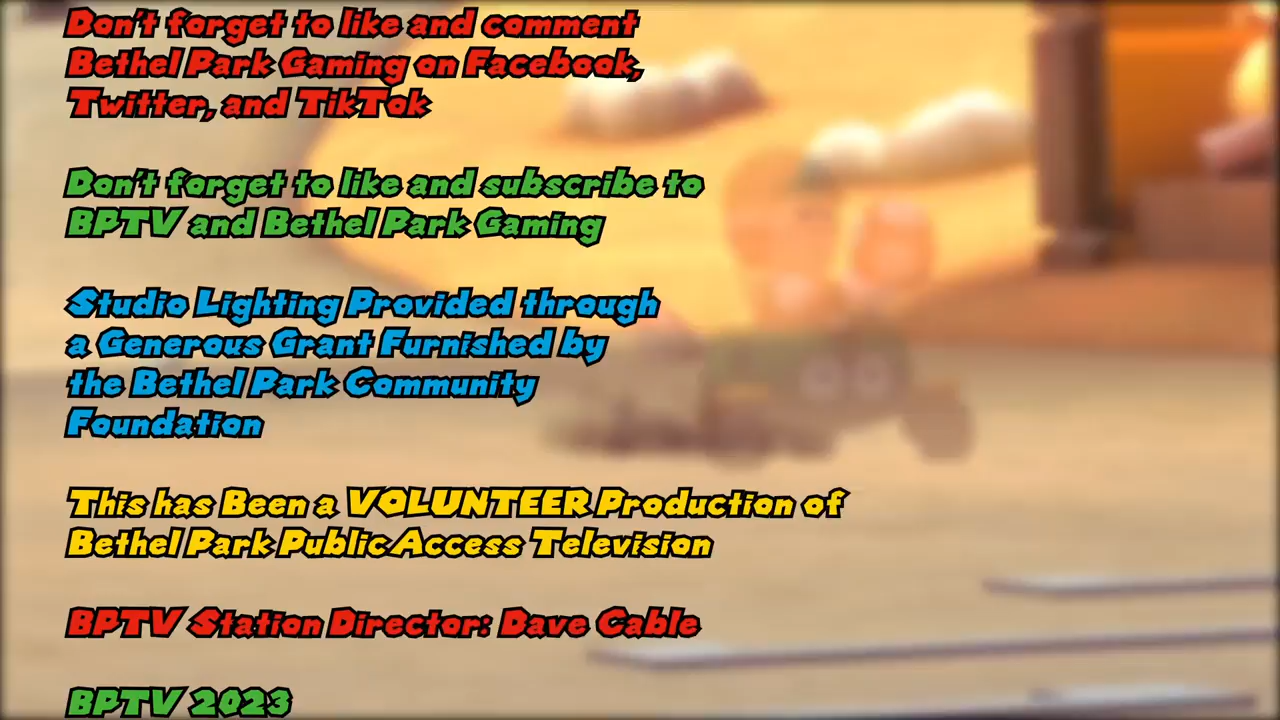 Don't forget to like and comment
Bethel Park Gaming on Facebook,
Twitter, and TikTok
Don't forget to like and subscribe to
BPTV and Bethel Park Gaming
Studio Lighting Provided through
a Generous Grant Furnished by
the Bethel Park Community
Foundation
This has Been a VOLUNTEER Production of
Bethel Park Public Access Television
BPTV Station Director: Dave Cable
BPTV 2023